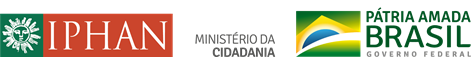 IPHAN
MINISTÉRIO DA
CIDADANIA
PÁTRIA AMADA
BRASIL
GOVERNO FEDERAL